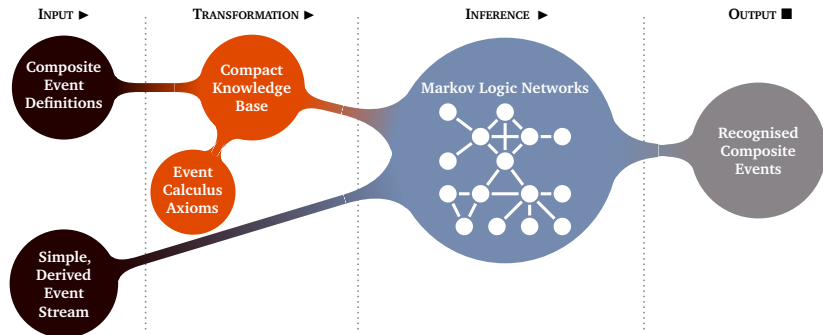 INPUT ▶
TRANSFORMATION ▶
INFERENCE ▶
OUTPUT ■
Composite
Event
Definitions
Compact
Knowledge
Base
Event
Calculus
Axioms
Simple,
Derived
Event
Stream
Markov Logic Networks
Recognised
Composite
Events